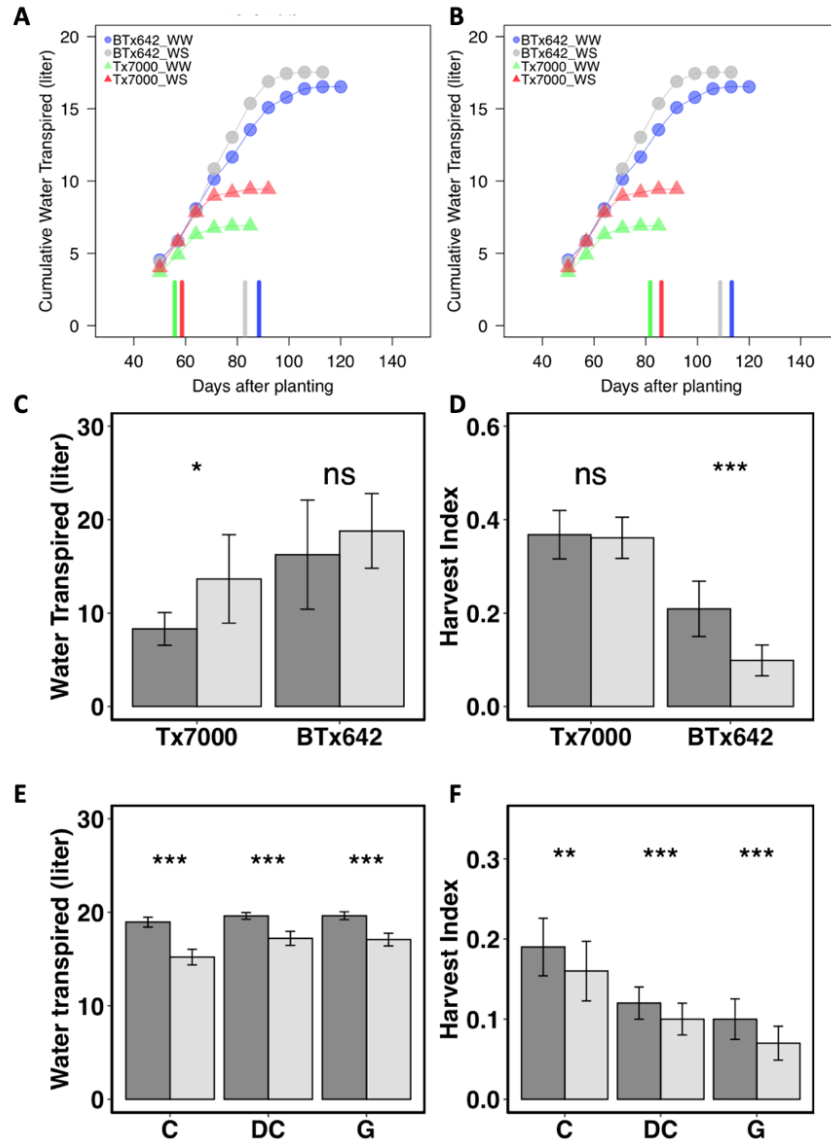 A
Cumulative Water Transpired (liter)
20
15
10
5
0
BTx642_WW
BTx642_WS
Tx7000_WW
Tx7000_WS
40 60 80 100 120 140
Days after planting
B
Cumulative Water Transpired (liter)
20
15
10
5
0
BTx642_WW
BTx642_WS
Tx7000_WW
Tx7000_WS
40 60 80 100 120 140
Days after planting
C
Water Transpired (liter)
30
20
10
0
* ns
Tx7000 BTx642
D
Harvest Index
0.6
0.4
0.2
0.0
ns ***
Tx7000 BTx642
E
Water transpired (liter)
30
20
10
0
*** *** ***
C DC G
F
Harvest Index
0.3
0.2
0.1
0.0
** *** ***
C DC G